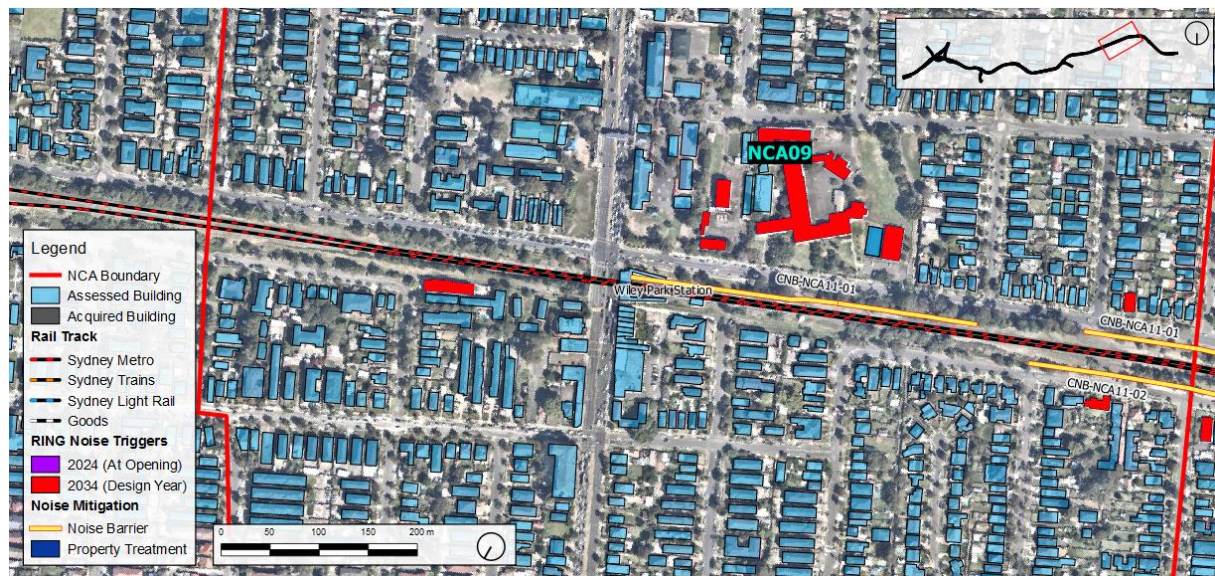 NCA09
CNB-NCA11-01
Wiley Park Station
CNB-NCA11-01
CNB-NCA11-02
Legend
NCA Boundary
Assessed Building
Acquired Building
Rail Track
Sydney Metro
Sydney Trains
Sydney Light Rail
Goods
RING Noise Triggers
2024 (At Opening)
2034 (Design Year)
Noise Mitigation
Noise Barrier
Property Treatment
0 50 100 150 200 m